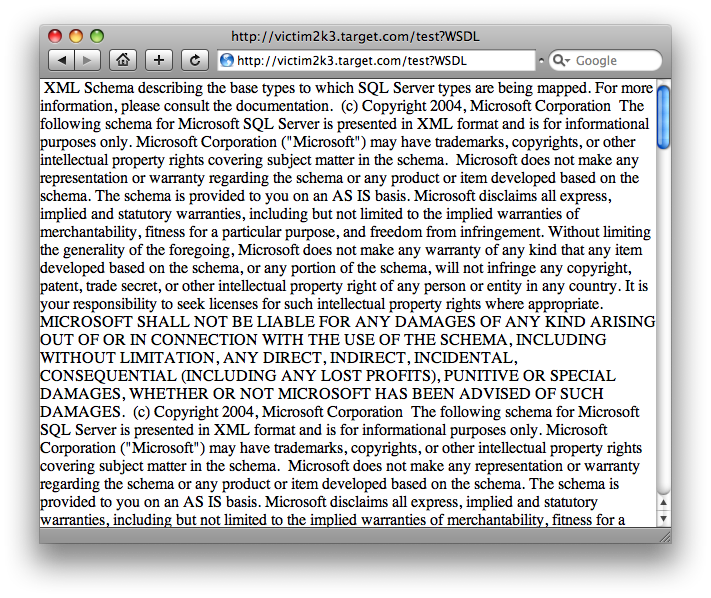 http://victim2k3.target.com/test?WSDL
http://victim2k3.target.com/test?WSDL
Google
XML Schema describing the base types to which SQL Server types are being mapped. For more
information, please consult the documentation.  (c) Copyright 2004, Microsoft Corporation  The
following schema for Microsoft SQL Server is presented in XML format and is for informational
purposes only. Microsoft Corporation ("Microsoft") may have trademarks, copyrights, or other
intellectual property rights covering subject matter in the schema.  Microsoft does not make any
representation or warranty regarding the schema or any product or item developed based on the
schema. The schema is provided to you on an AS IS basis. Microsoft disclaims all express,
implied and statutory warranties, including but not limited to the implied warranties of
merchantability, fitness for a particular purpose, and freedom from infringement. Without limiting
the generality of the foregoing, Microsoft does not make any warranty of any kind that any item
developed based on the schema, or any portion of the schema, will not infringe any copyright,
patent, trade secret, or other intellectual property right of any person or entity in any country. It is
your responsibility to seek licenses for such intellectual property rights where appropriate.
MICROSOFT SHALL NOT BE LIABLE FOR ANY DAMAGES OF ANY KIND ARISING
OUT OF OR IN CONNECTION WITH THE USE OF THE SCHEMA, INCLUDING
WITHOUT LIMITATION, ANY DIRECT, INDIRECT, INCIDENTAL,
CONSEQUENTIAL (INCLUDING ANY LOST PROFITS), PUNITIVE OR SPECIAL
DAMAGES, WHETHER OR NOT MICROSOFT HAS BEEN ADVISED OF SUCH
DAMAGES.  (c) Copyright 2004, Microsoft Corporation  The following schema for Microsoft
SQL Server is presented in XML format and is for informational purposes only. Microsoft
Corporation ("Microsoft") may have trademarks, copyrights, or other intellectual property rights
covering subject matter in the schema.  Microsoft does not make any representation or warranty
regarding the schema or any product or item developed based on the schema. The schema is
provided to you on an AS IS basis. Microsoft disclaims all express, implied and statutory
warranties, including but not limited to the implied warranties of merchantability, fitness for a